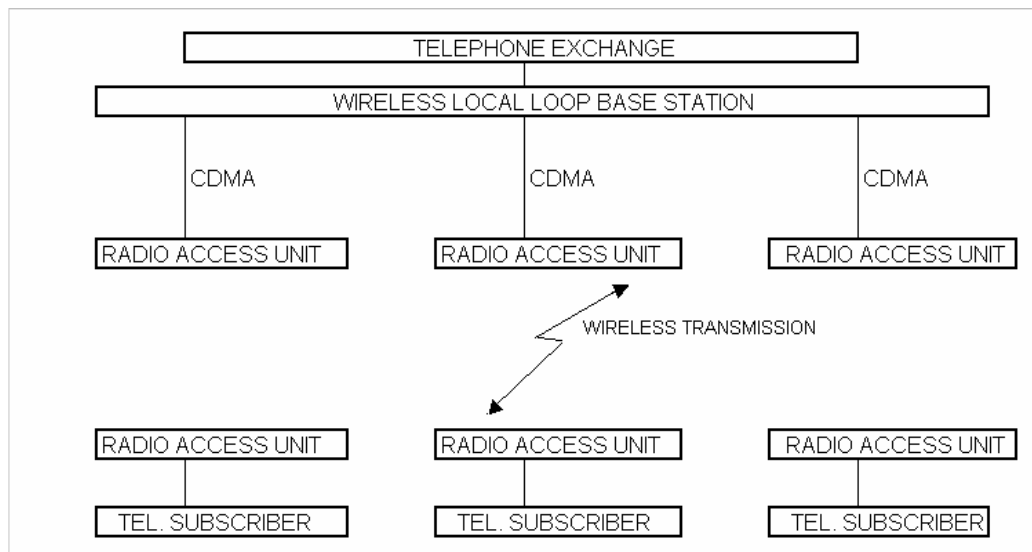 TELEPHONE EXCHANGE
WIRELESS LOCAL LOOP BASE STATION
CDMA
CDMA
CDMA
RADIO ACCESS UNIT
RADIO ACCESS UNIT
RADIO ACCESS UNIT
WIRELESS TRANSMISSION
RADIO ACCESS UNIT
RADIO ACCESS UNIT
RADIO ACCESS UNIT
TEL. SUBSCRIBER
TEL. SUBSCRIBER
TEL. SUBSCRIBER